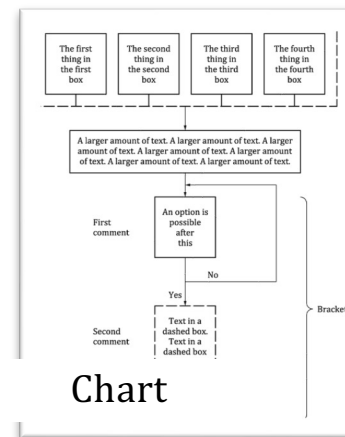 The first
thing in
the first
box
The second
thing in
the second
box
The third
thing in
the third
box
The fourth
thing in
the fourth
box
A larger amount of text. A larger amount of text. A larger
amount of text. A larger amount of text. A larger amount
of text. A larger amount of text. A larger amount of text.
First
comment
An option is
possible
after
this
No
Yes
Second
comment
Text in a
dashed box.
Text in a
dashed box
Bracket
Chart